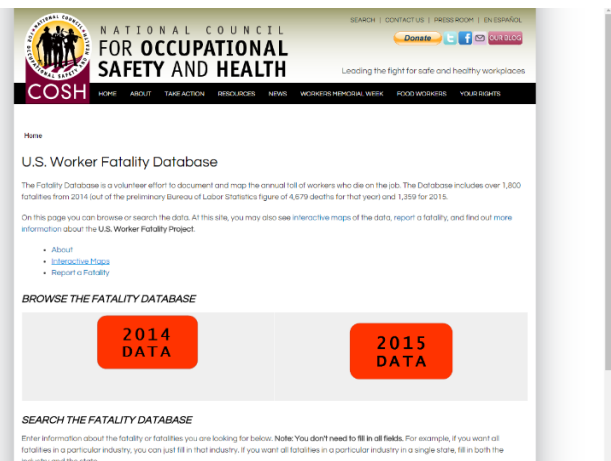 SEARCH | CONTACT US | PRESS ROOM | EN ESPAÑOL
Donate
OUR BLOG
NATIONAL COUNCIL
FOR OCCUPATIONAL
SAFETY AND HEALTH
Leading the fight for safe and healthy workplaces
COSH
HOME ABOUT TAKE ACTION RESOURCES NEWS WORKERS MEMORIAL WEEK FOOD WORKERS YOUR RIGHTS
Home
U.S. Worker Fatality Database
The Fatality Database is a volunteer effort to document and map the annual toll of workers who die on the job. The Database includes over 1,800
fatalities from 2014 (out of the preliminary Bureau of Labor Statistics figure of 4,679 deaths for that year) and 1,359 for 2015.
On this page you can browse or search the data. At this site, you may also see interactive maps of the data, report a fatality, and find out more
information about the U.S. Worker Fatality Project.
• About
• Interactive Maps
• Report a Fatality
BROWSE THE FATALITY DATABASE
2014
DATA
2015
DATA
SEARCH THE FATALITY DATABASE
Enter information about the fatality or fatalities you are looking for below. Note: You don't need to fill in all fields. For example, if you want all
fatalities in a particular industry, you can just fill in that industry. If you want all fatalities in a particular industry in a single state, fill in both the
industry and the state.